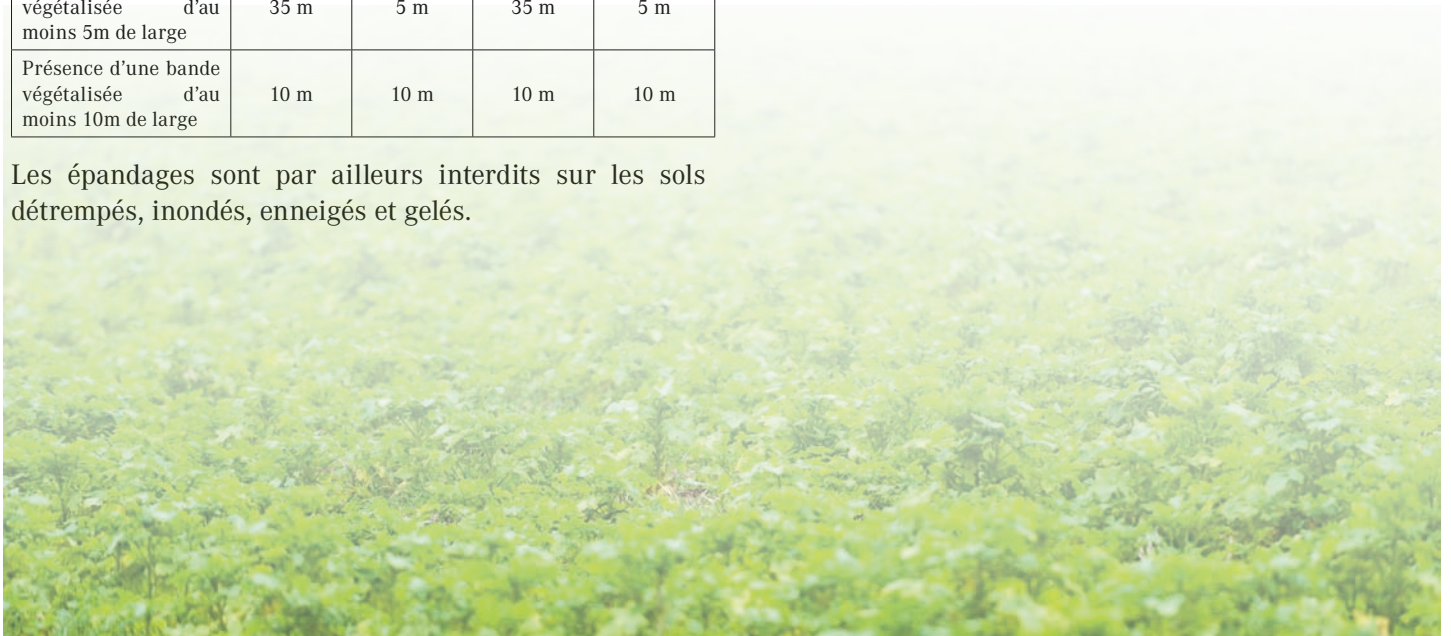 végétalisée d'au
moins 5m de large
35 m
5 m
35 m
5 m
Présence d'une bande
végétalisée d'au
moins 10m de large
10 m
10 m
10 m
10 m
Les épandages sont par ailleurs interdits sur les sols
détrempés, inondés, enneigés et gelés.